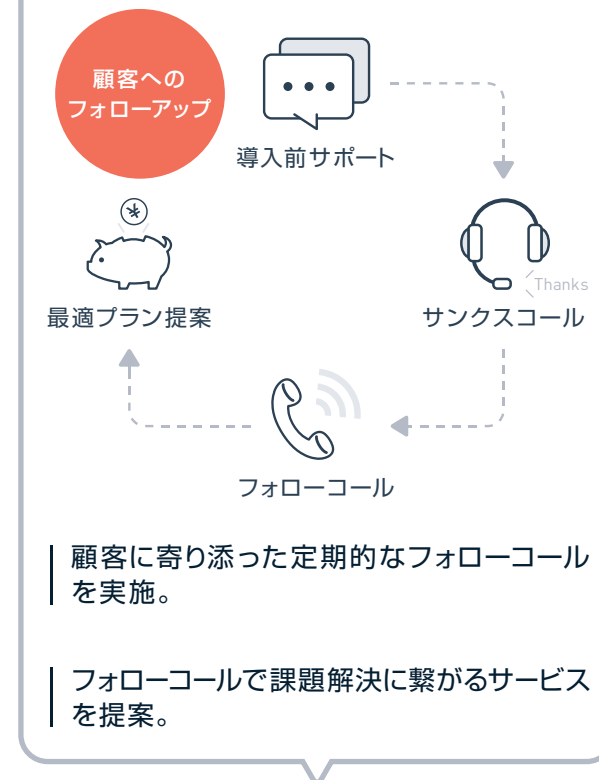 顧客への
フォローアップ
導入前サポート
Thanks
サンクスコール
フォローコール
最適プラン提案
顧客に寄り添った定期的なフォローコール
を実施。
フォローコールで課題解決に繋がるサービス
を提案。